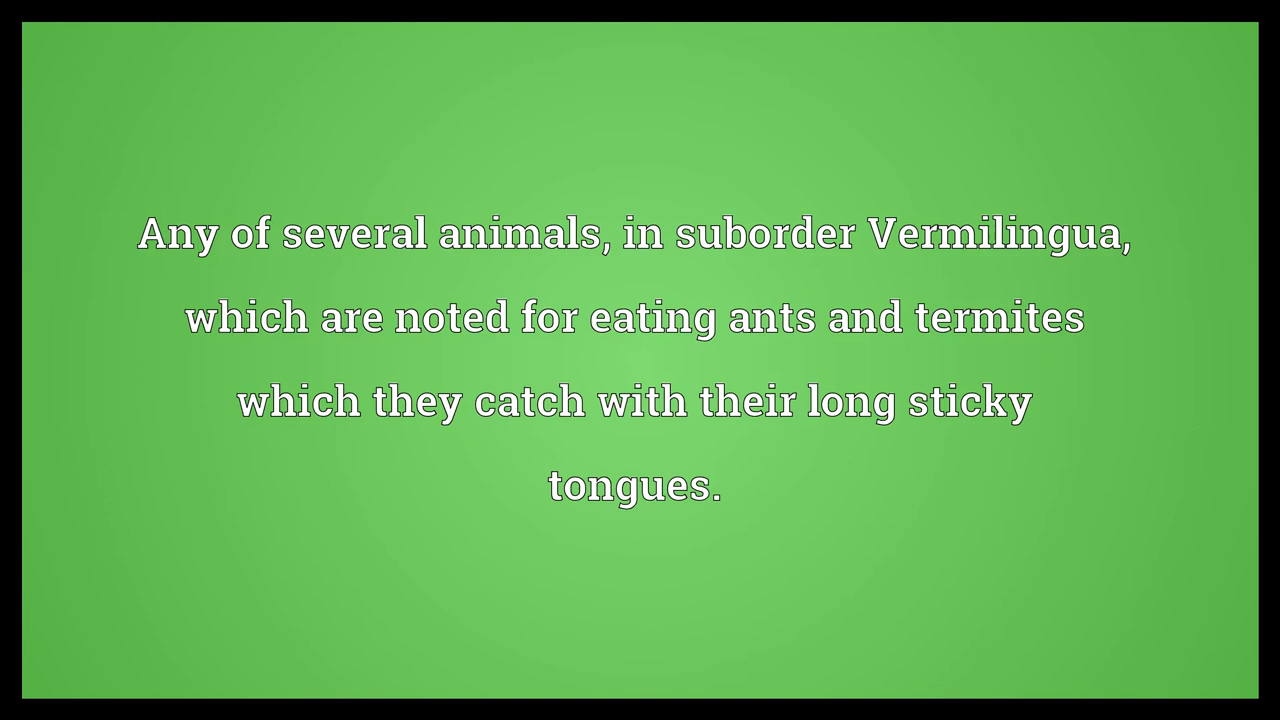 Any of several animals, in suborder Vermilingua,
which are noted for eating ants and termites
which they catch with their long sticky
tongues.